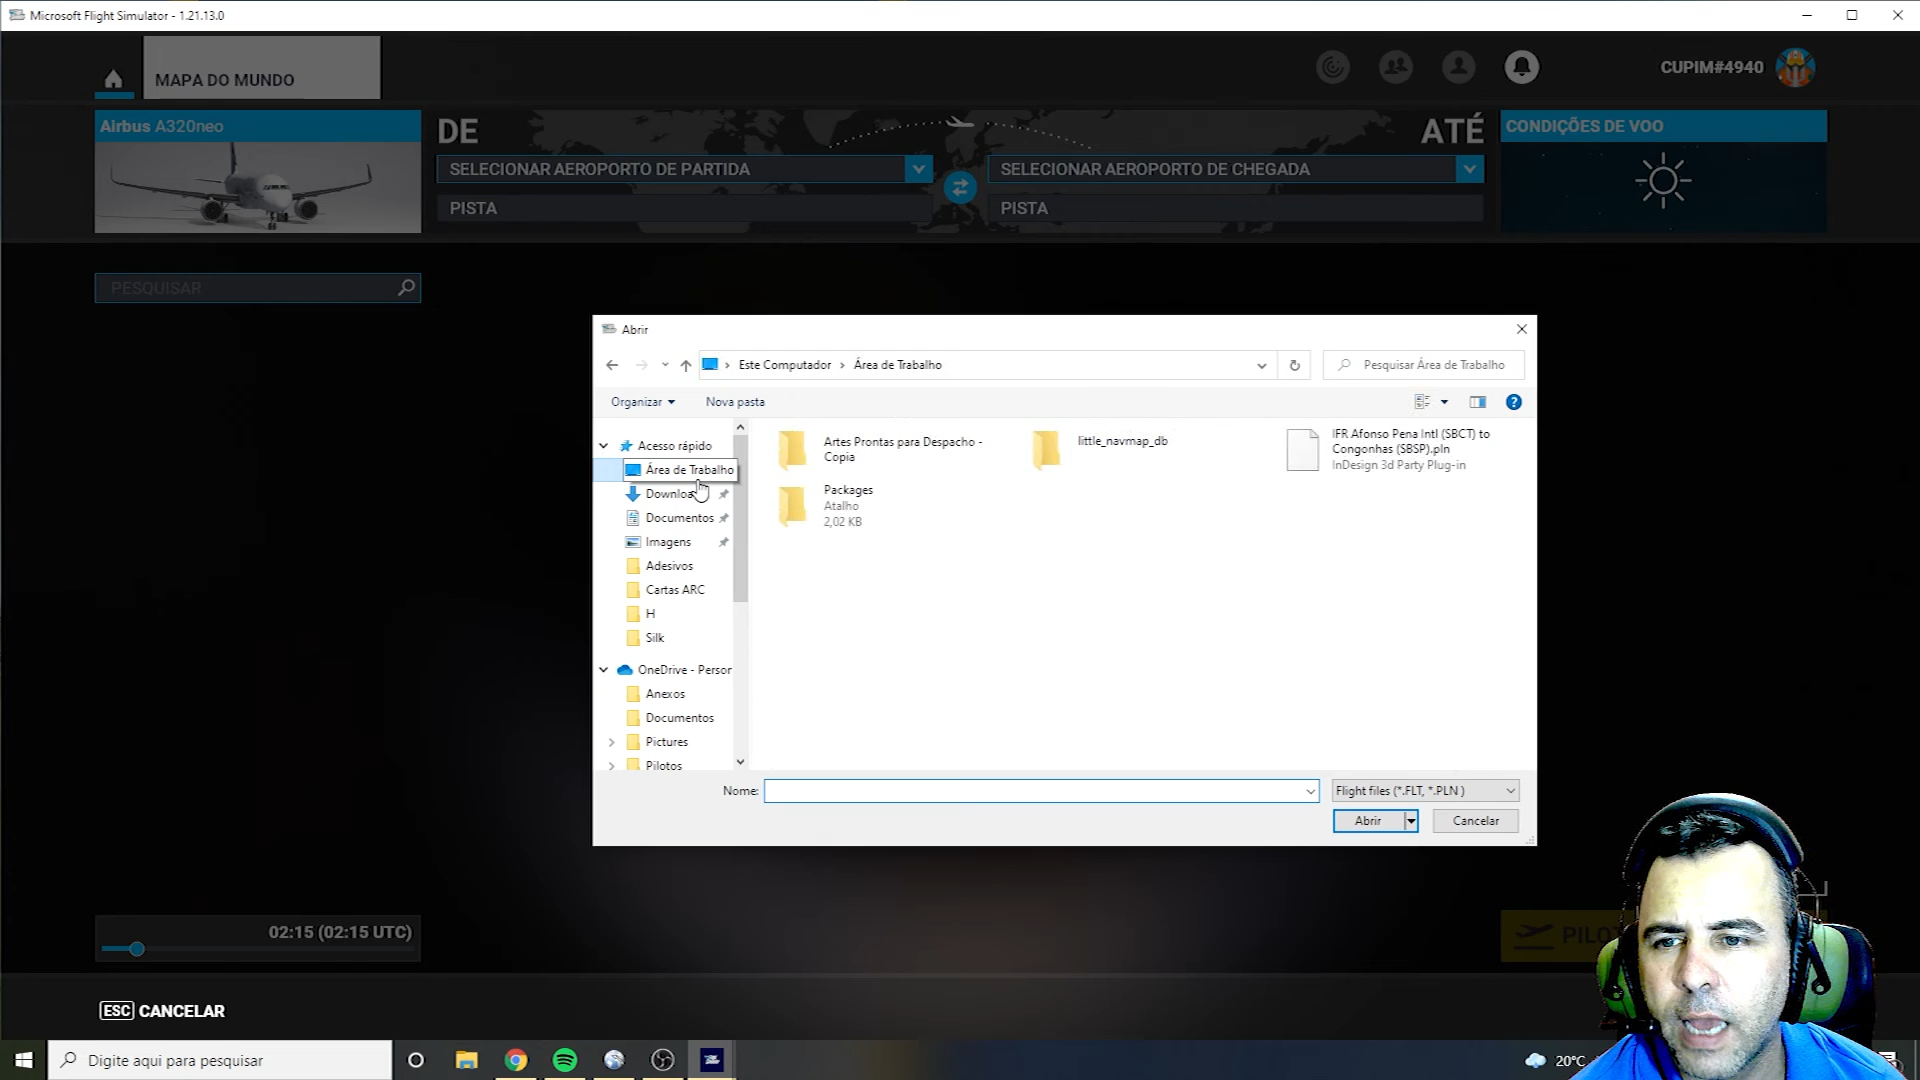 Microsoft Flight Simulator - 1.21.13.0
MAPA DO MUNDO
CUPIM#4940
Airbus A320neo
DE
ATÉ
CONDIÇÕES DE VOO
SELECIONAR AEROPORTO DE PARTIDA
SELECIONAR AEROPORTO DE CHEGADA
PISTA
PISTA
PESQUISAR
Abrir
Este Computador › Área de Trabalho
Pesquisar Área de Trabalho
Organizar
Nova pasta
Acesso rápido
Área de Trabalho
Documentos
Imagens
Adesivos
Cartas ARC
H
Silk
OneDrive - Person
Anexos
Documentos
Pictures
Pilotos
Artes Prontas para Despacho -
Copia
little_navmap_db
IFR Afonso Pena Intl (SBCT) to
Congonhas (SBSP).pln
InDesign 3d Party Plug-in
Packages
Atalho
2,02 KB
Nome:
Flight files (*.FLT, *.PLN )
Abrir
Cancelar
02:15 (02:15 UTC)
ESC CANCELAR
Digite aqui para pesquisar
20°C